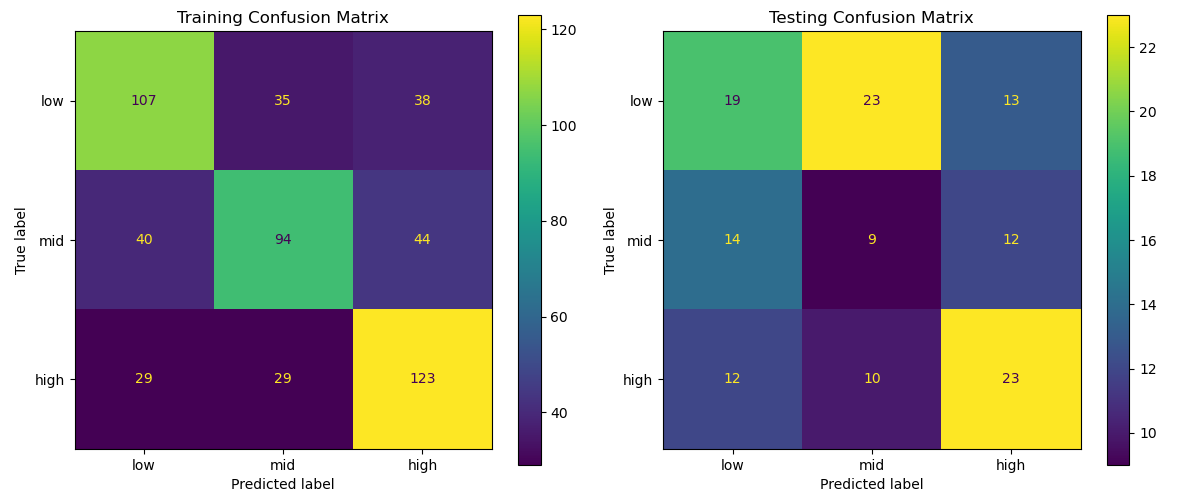 Training Confusion Matrix
low 107 35 38
mid 40 94 44
high 29 29 123
low mid high
Predicted label
True label
120
100
80
60
40
Testing Confusion Matrix
low 19 23 13
mid 14 9 12
high 12 10 23
low mid high
Predicted label
True label
22
20
18
16
14
12
10